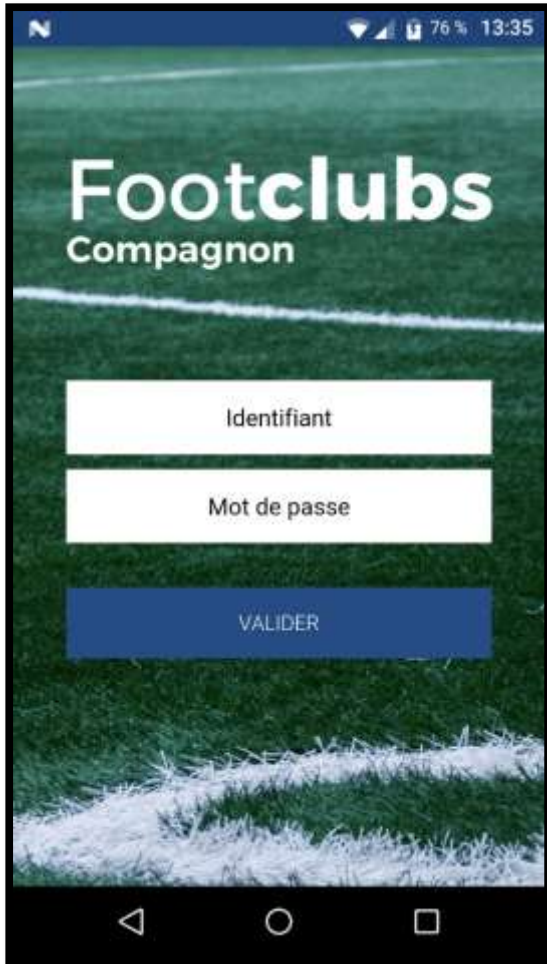 76 % 13:35
Footclubs
Compagnon
Identifiant
Mot de passe
VALIDER